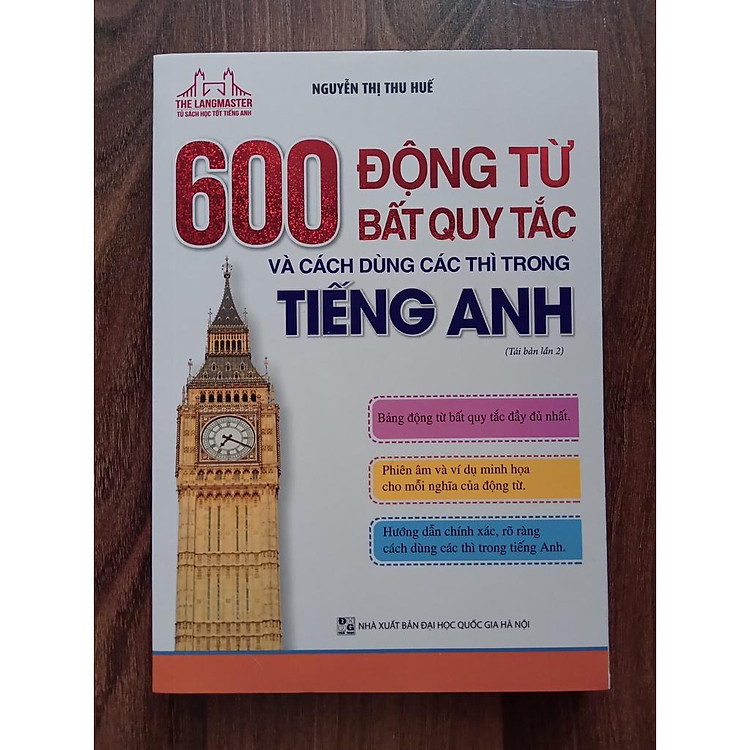 THE LANGMASTER
TỦ SÁCH HỌC TỐT TIẾNG ANH
NGUYỄN THỊ THU HUẾ
600 ĐỘNG TỪ
BẤT QUY TẮC
VÀ CÁCH DÙNG CÁC THÌ TRONG
TIẾNG ANH
(Tái bản lần 2)
Bảng động từ bất quy tắc đầy đủ nhất.
Phiên âm và ví dụ minh họa
cho mỗi nghĩa của động từ.
Hướng dẫn chính xác, rõ ràng
cách dùng các thì trong tiếng Anh.
NHÀ XUẤT BẢN ĐẠI HỌC QUỐC GIA HÀ NỘI